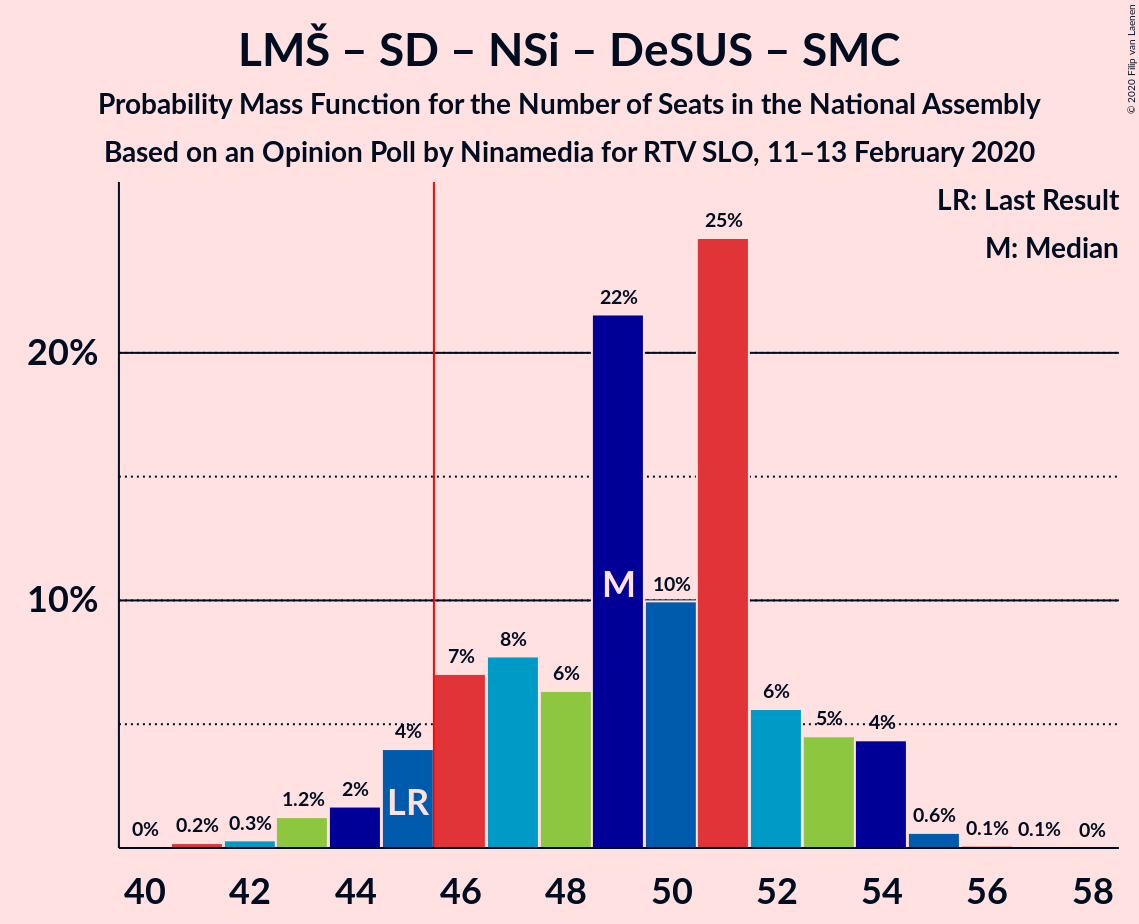 LMŠ – SD – NSi – DeSUS – SMC
Probability Mass Function for the Number of Seats in the National Assembly
Based on an Opinion Poll by Ninamedia for RTV SLO, 11–13 February 2020
© 2020 Filip van Laenen
LR: Last Result
M: Median
20%
10%
0%
0.2%
0.3%
1.2%
2%
4%
7%
8%
6%
22%
10%
25%
6%
5%
4%
0.6%
0.1%
0.1%
0%
LR
M
40 42 44 46 48 50 52 54 56 58